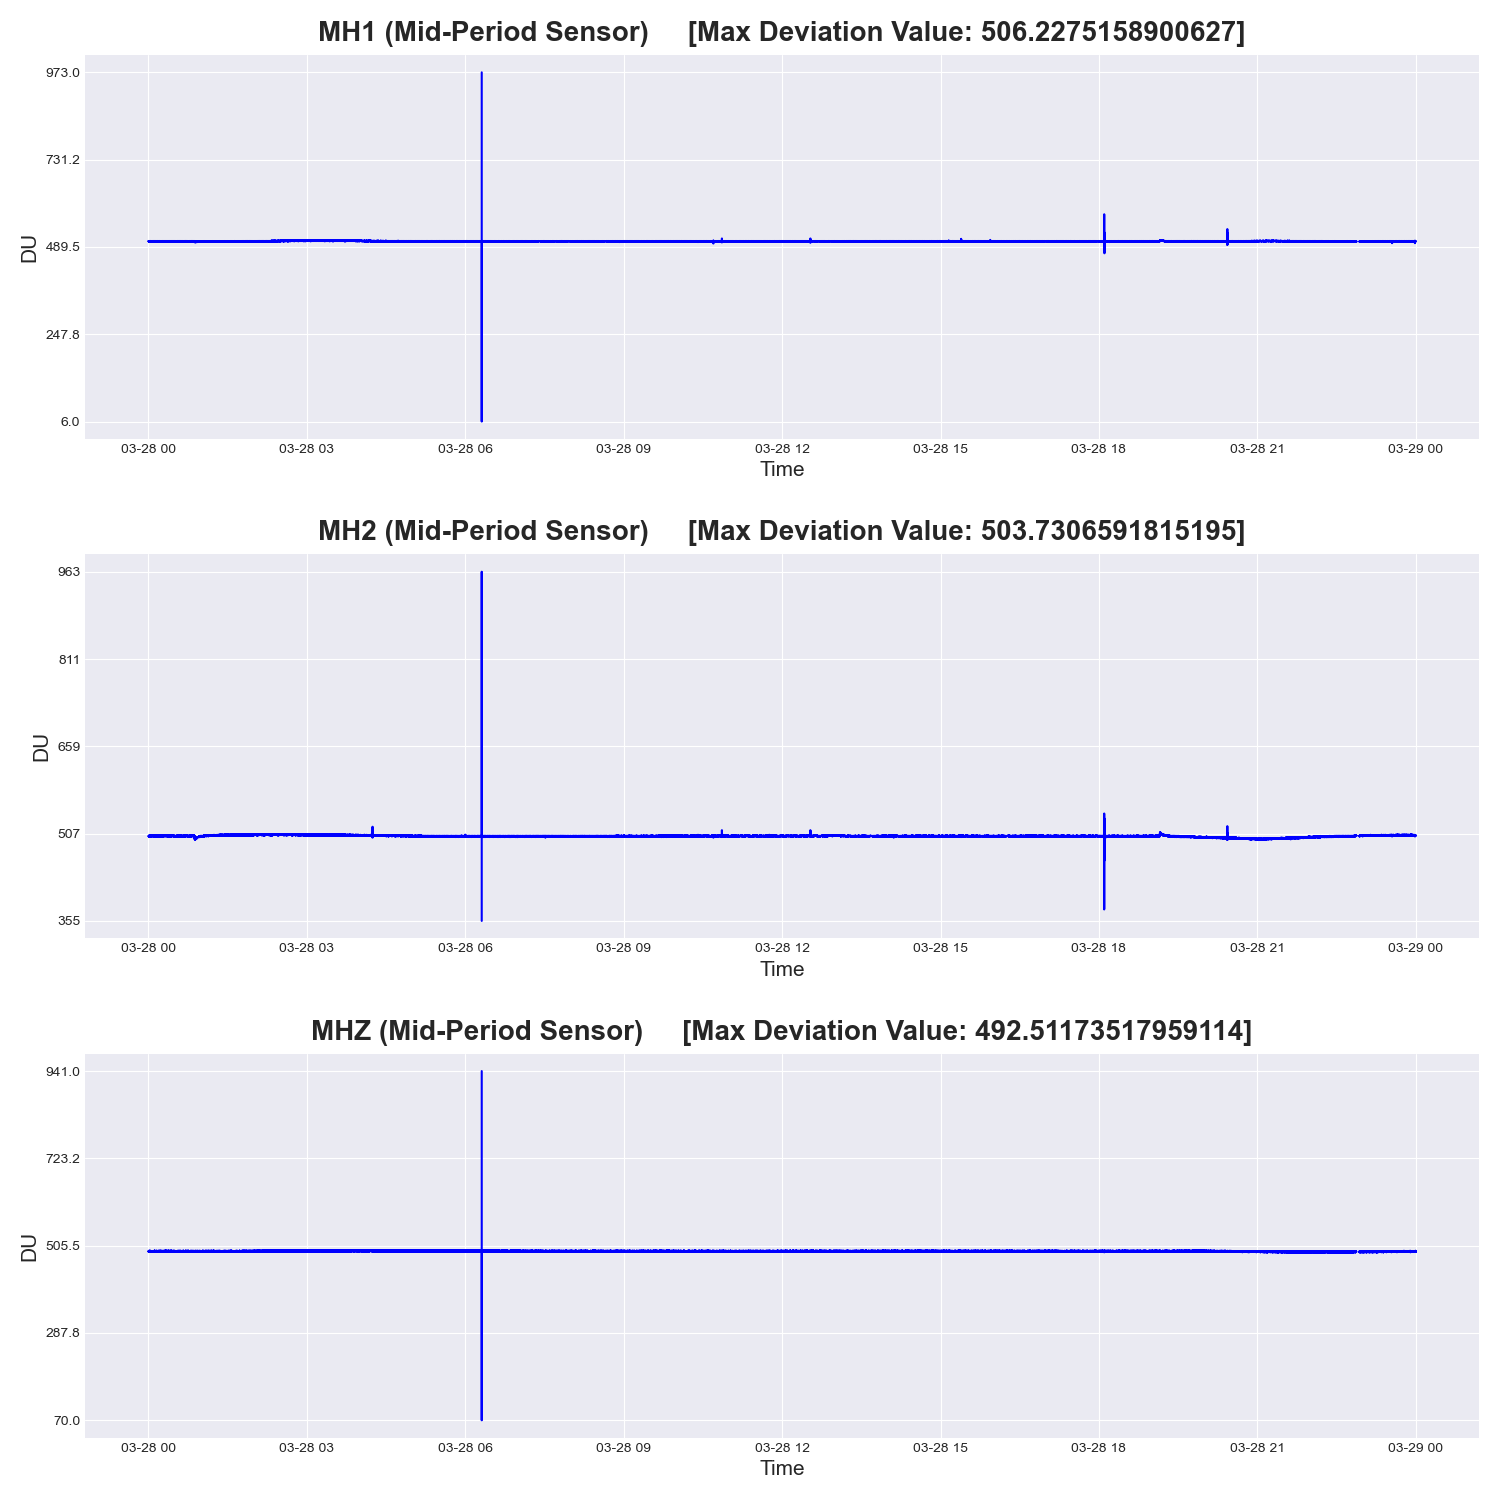 MH1 (Mid-Period Sensor)     [Max Deviation Value: 506.2275158900627]
973.0
731.2
489.5
247.8
6.0
DU
03-28 00 03-28 03 03-28 06 03-28 09 03-28 12 03-28 15 03-28 18 03-28 21 03-29 00
Time
MH2 (Mid-Period Sensor)     [Max Deviation Value: 503.7306591815195]
963
811
659
507
355
DU
03-28 00 03-28 03 03-28 06 03-28 09 03-28 12 03-28 15 03-28 18 03-28 21 03-29 00
Time
MHZ (Mid-Period Sensor)     [Max Deviation Value: 492.51173517959114]
941.0
723.2
505.5
287.8
70.0
DU
03-28 00 03-28 03 03-28 06 03-28 09 03-28 12 03-28 15 03-28 18 03-28 21 03-29 00
Time